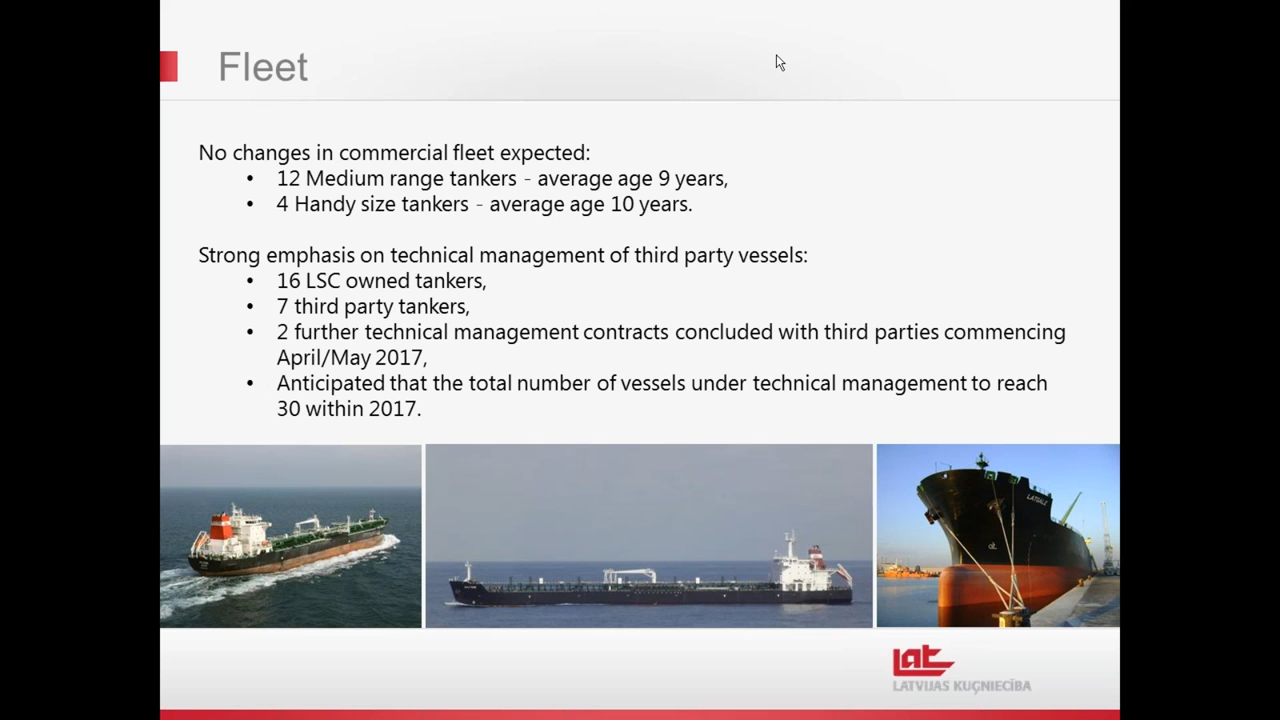 Fleet
No changes in commercial fleet expected:
• 12 Medium range tankers - average age 9 years,
• 4 Handy size tankers - average age 10 years.
Strong emphasis on technical management of third party vessels:
• 16 LSC owned tankers,
• 7 third party tankers,
• 2 further technical management contracts concluded with third parties commencing
April/May 2017,
• Anticipated that the total number of vessels under technical management to reach
30 within 2017.
LATGALE
Lat
LATVIJAS KUĢNIECĪBA